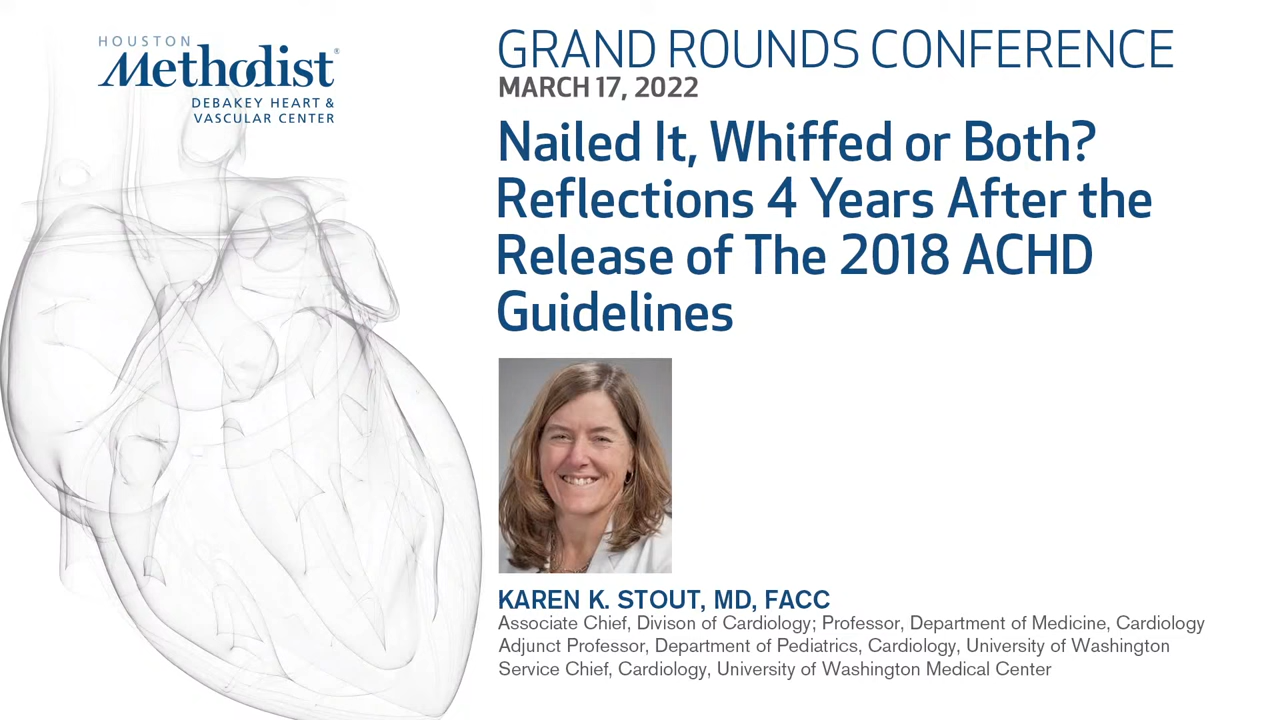 HOUSTON
Methodist®
DEBAKEY HEART &
VASCULAR CENTER
GRAND ROUNDS CONFERENCE
MARCH 17, 2022
Nailed It, Whiffed or Both?
Reflections 4 Years After the
Release of The 2018 ACHD
Guidelines
KAREN K. STOUT, MD, FACC
Associate Chief, Divison of Cardiology; Professor, Department of Medicine, Cardiology
Adjunct Professor, Department of Pediatrics, Cardiology, University of Washington
Service Chief, Cardiology, University of Washington Medical Center